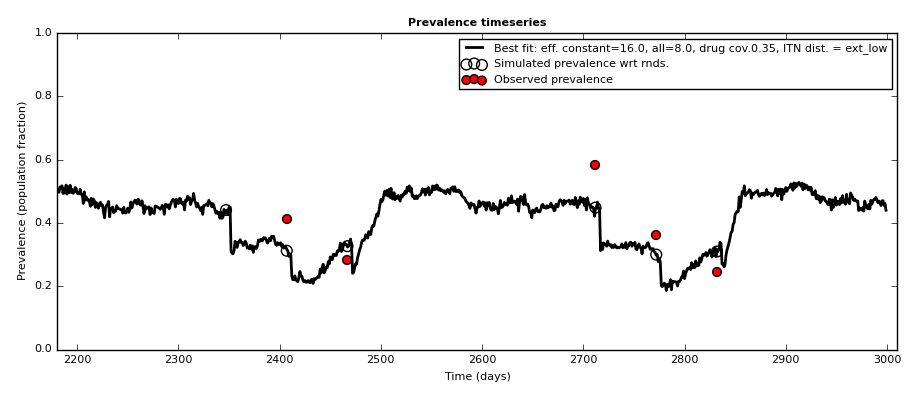 Prevalence timeseries
Best fit: eff. constant=16.0, all=8.0, drug cov.0.35, ITN dist. = ext_low
Simulated prevalence wrt rnds.
Observed prevalence
Prevalence (population fraction)
1.0
0.8
0.6
0.4
0.2
0.0
2200 2300 2400 2500 2600 2700 2800 2900 3000
Time (days)